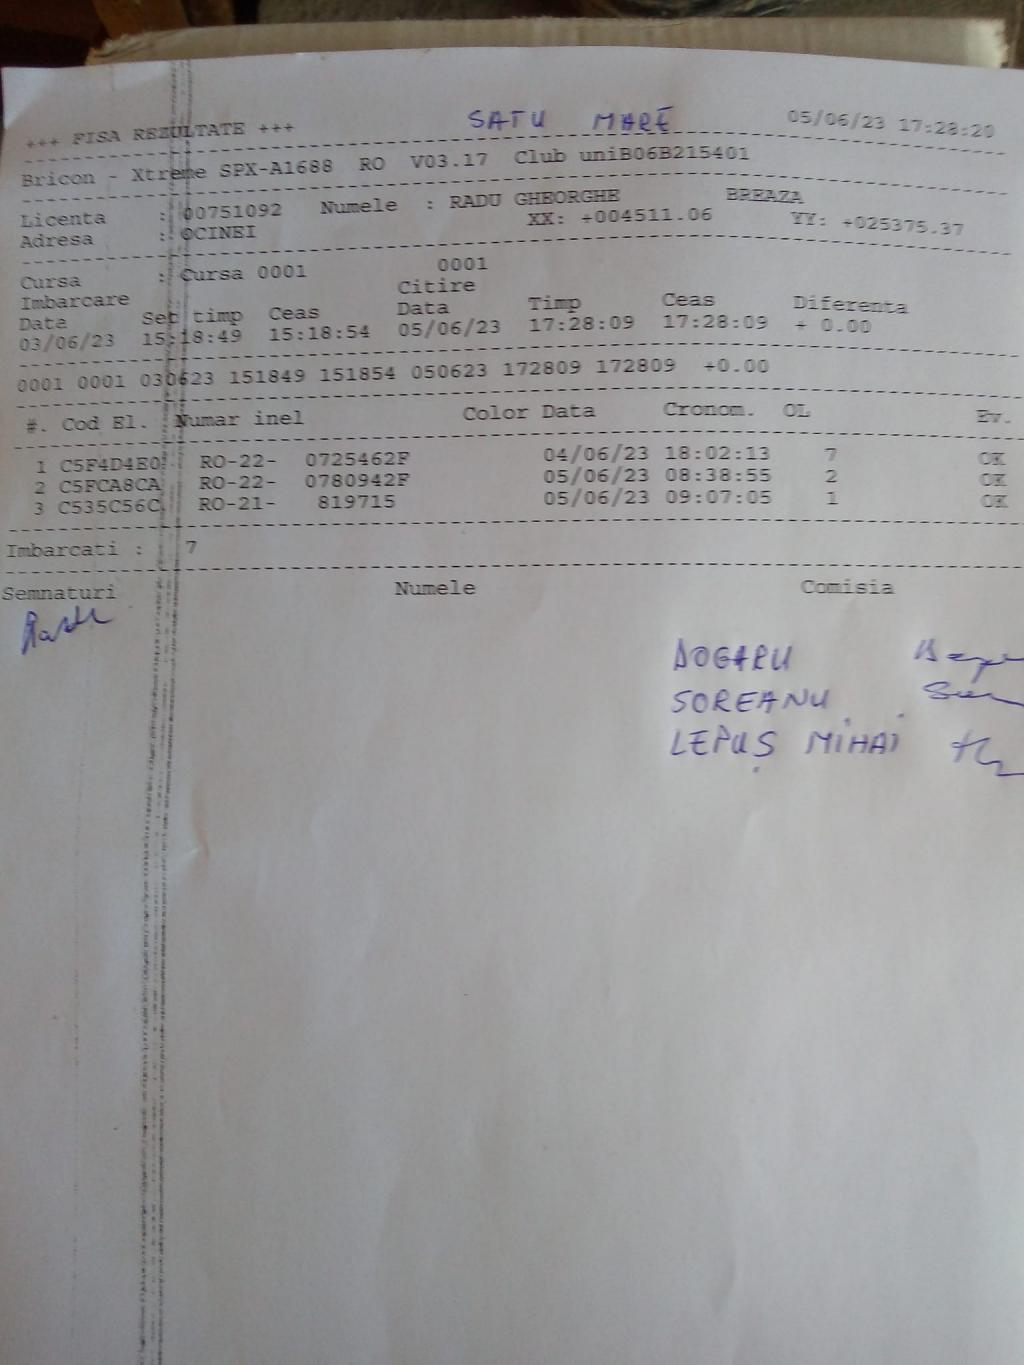 +++ FISA REZULTATE +++ SATU MARE 05/06/23 17:28:20
Bricon - Xtreme SPX-A1688 RO V03.17 Club uniB06B215401
Licenta : 00751092 Numele : RADU GHEORGHE BREAZA
Adresa : OCINEI XX: +004511.06 YY: +025375.37
Cursa : Cursa 0001 0001
Imbarcare Citire
Data Set timp Ceas Data Timp Ceas Diferenta
03/06/23 15:18:49 15:18:54 05/06/23 17:28:09 17:28:09 + 0.00
0001 0001 030623 151849 151854 050623 172809 172809 +0.00
#. Cod El. Numar inel Color Data Cronom. OL Ev.
1 C5F4D4E0 RO-22- 0725462F 04/06/23 18:02:13 7 OK
2 C5FCA8CA RO-22- 0780942F 05/06/23 08:38:55 2 OK
3 C535C56C RO-21- 819715 05/06/23 09:07:05 1 OK
Imbarcati : 7
Semnaturi Numele Comisia
DOGARU
SOREANU
LEPUȘ MIHAI